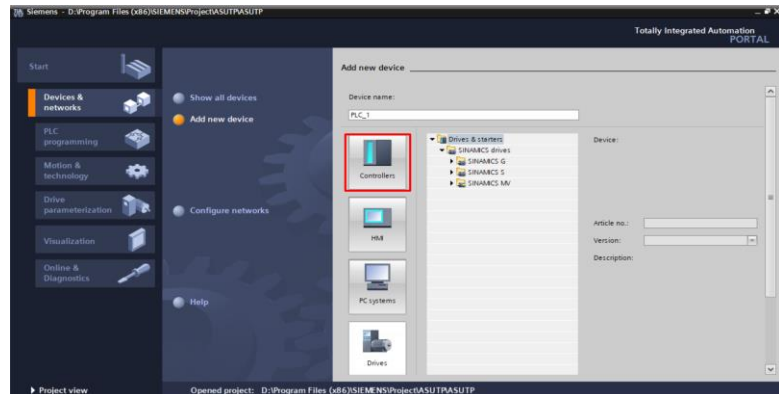 Siemens - D:\Program Files (x86)\SIEMENS\Project\ASUTP\ASUTP
Totally Integrated Automation
PORTAL
Start
Devices &
networks
PLC
programming
Motion &
technology
Drive
parameterization
Visualization
Online &
Diagnostics
Show all devices
Add new device
Configure networks
Help
Add new device
Device name:
PLC_1
Controllers
HMI
PC systems
Drives
Drives & starters
SINAMICS drives
SINAMICS G
SINAMICS S
SINAMICS MV
Device:
Article no.:
Version:
Description:
Project view
Opened project: D:\Program Files (x86)\SIEMENS\Project\ASUTP\ASUTP